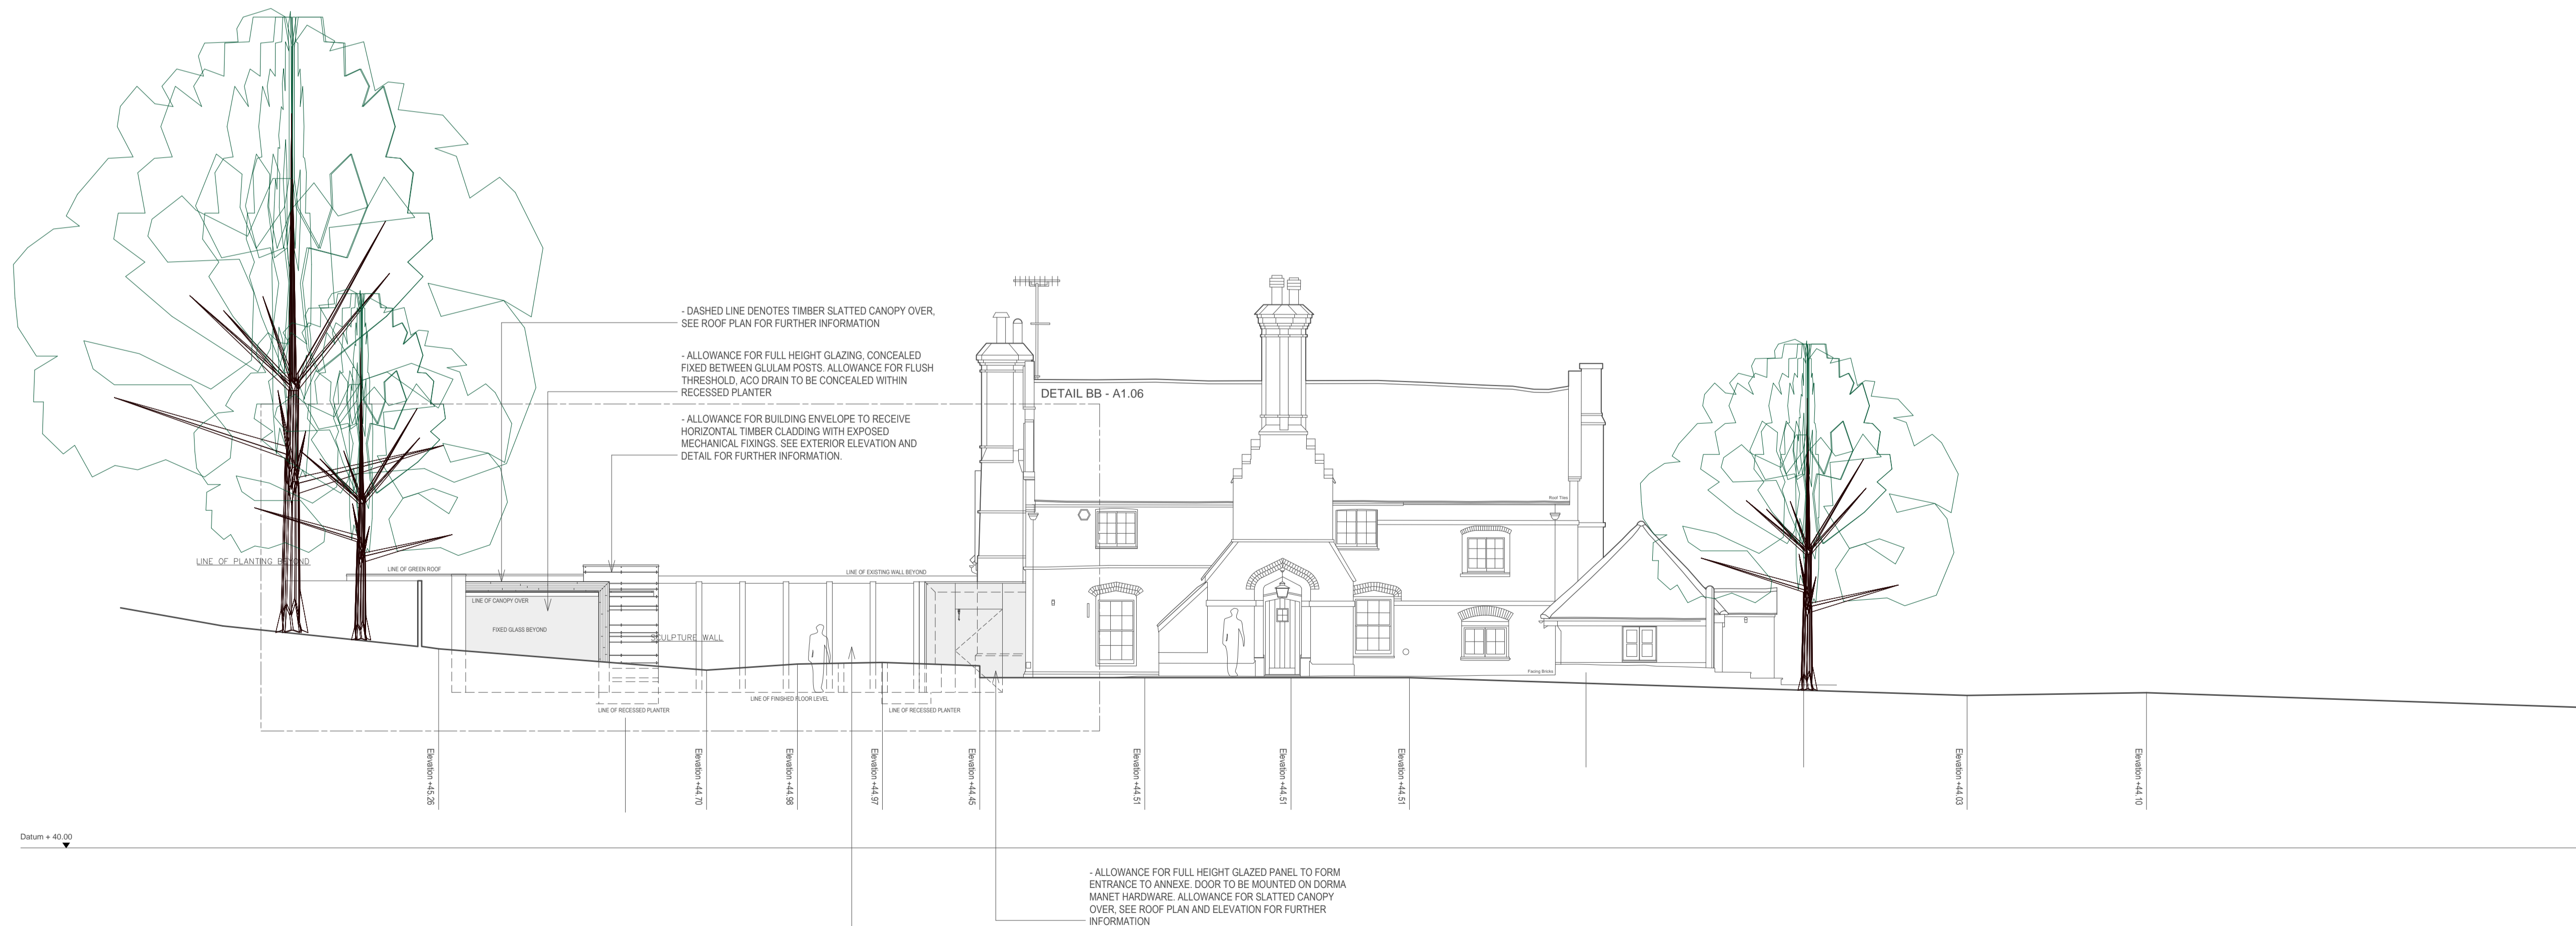 - DASHED LINE DENOTES TIMBER SLATTED CANOPY OVER,
SEE ROOF PLAN FOR FURTHER INFORMATION
- ALLOWANCE FOR FULL HEIGHT GLAZING, CONCEALED
FIXED BETWEEN GLULAM POSTS. ALLOWANCE FOR FLUSH
THRESHOLD, ACO DRAIN TO BE CONCEALED WITHIN
RECESSED PLANTER
- ALLOWANCE FOR BUILDING ENVELOPE TO RECEIVE
HORIZONTAL TIMBER CLADDING WITH EXPOSED
MECHANICAL FIXINGS. SEE EXTERIOR ELEVATION AND
DETAIL FOR FURTHER INFORMATION.
DETAIL BB - A1.06
Roof Tiles
LINE OF PLANTING BEYOND
LINE OF GREEN ROOF
LINE OF EXISTING WALL BEYOND
LINE OF CANOPY OVER
FIXED GLASS BEYOND
SCULPTURE WALL
Facing Bricks
LINE OF FINISHED FLOOR LEVEL
LINE OF RECESSED PLANTER
LINE OF RECESSED PLANTER
Elevation +45.26
Elevation +44.70
Elevation +44.98
Elevation +44.97
Elevation +44.45
Elevation +44.51
Elevation +44.51
Elevation +44.51
Elevation +44.03
Elevation +44.10
Datum + 40.00
- ALLOWANCE FOR FULL HEIGHT GLAZED PANEL TO FORM
ENTRANCE TO ANNEXE. DOOR TO BE MOUNTED ON DORMA
MANET HARDWARE. ALLOWANCE FOR SLATTED CANOPY
OVER, SEE ROOF PLAN AND ELEVATION FOR FURTHER
INFORMATION